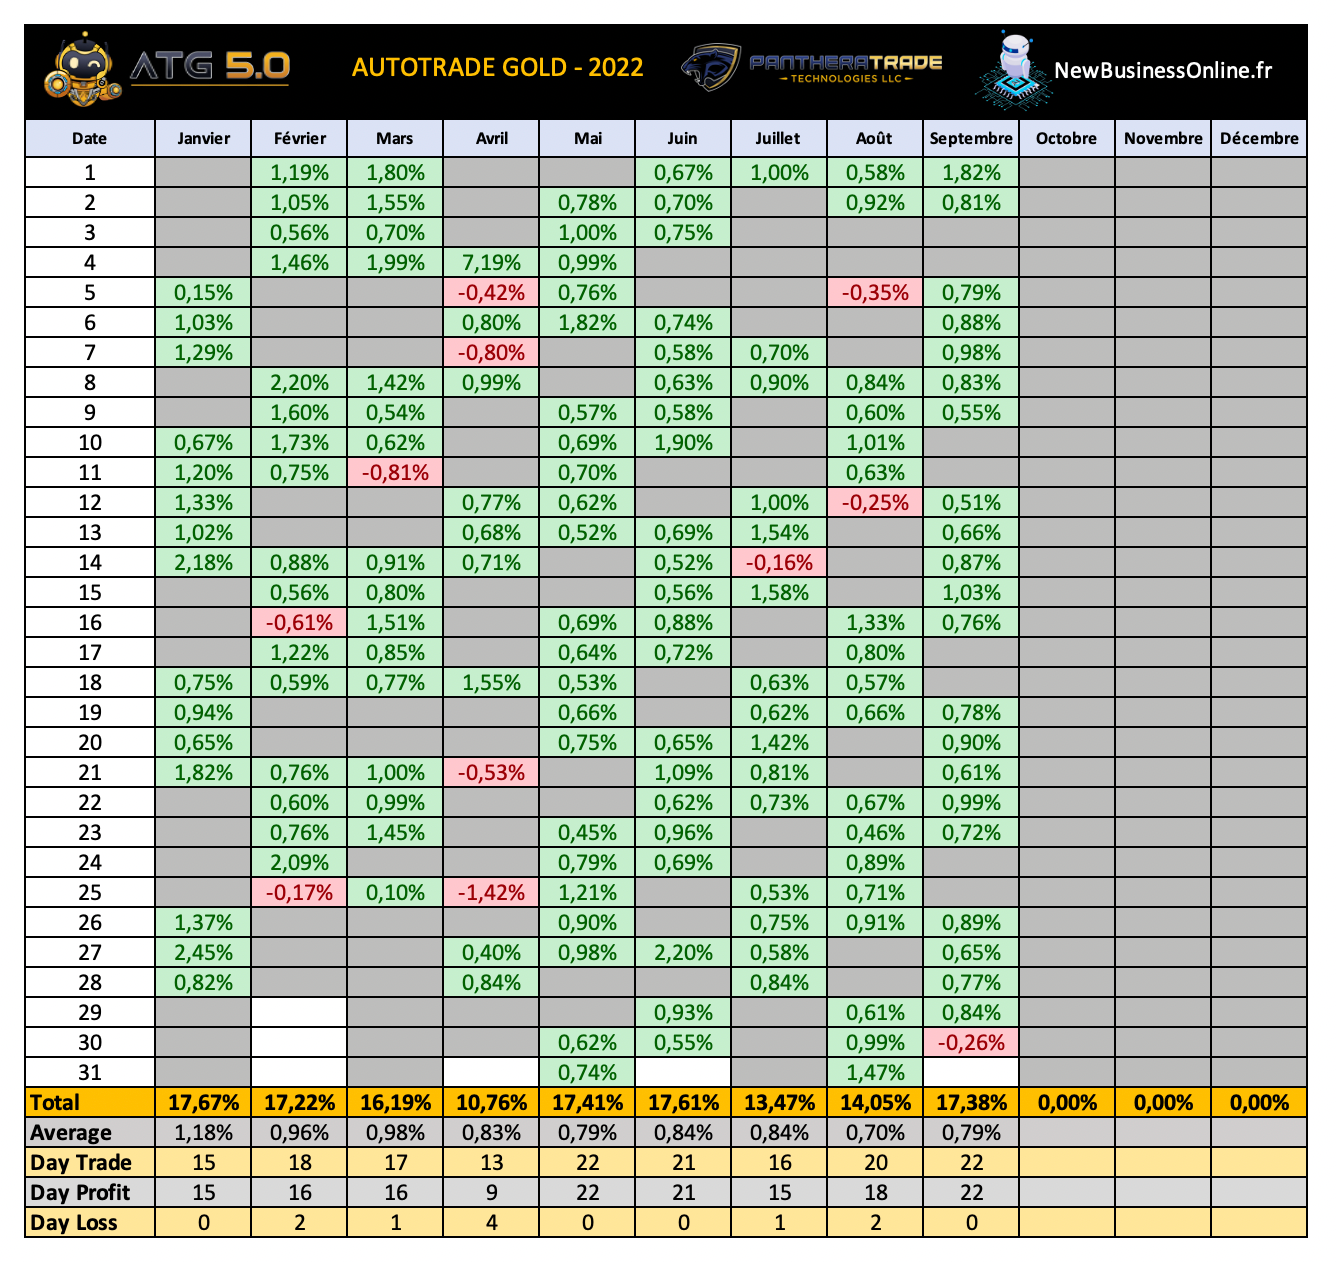 ATG 5.0 AUTOTRADE GOLD - 2022 PANTHERATRADE TECHNOLOGIES LLC NewBusinessOnline.fr
Date Janvier Février Mars Avril Mai Juin Juillet Août Septembre Octobre Novembre Décembre
1 1,19% 1,80% 0,67% 1,00% 0,58% 1,82%
2 1,05% 1,55% 0,78% 0,70% 0,92% 0,81%
3 0,56% 0,70% 1,00% 0,75%
4 1,46% 1,99% 7,19% 0,99%
5 0,15% -0,42% 0,76% -0,35% 0,79%
6 1,03% 0,80% 1,82% 0,74% 0,88%
7 1,29% -0,80% 0,58% 0,70% 0,98%
8 2,20% 1,42% 0,99% 0,63% 0,90% 0,84% 0,83%
9 1,60% 0,54% 0,57% 0,58% 0,60% 0,55%
10 0,67% 1,73% 0,62% 0,69% 1,90% 1,01%
11 1,20% 0,75% -0,81% 0,70% 0,63%
12 1,33% 0,77% 0,62% 1,00% -0,25% 0,51%
13 1,02% 0,68% 0,52% 0,69% 1,54% 0,66%
14 2,18% 0,88% 0,91% 0,71% 0,52% -0,16% 0,87%
15 0,56% 0,80% 0,56% 1,58% 1,03%
16 -0,61% 1,51% 0,69% 0,88% 1,33% 0,76%
17 1,22% 0,85% 0,64% 0,72% 0,80%
18 0,75% 0,59% 0,77% 1,55% 0,53% 0,63% 0,57%
19 0,94% 0,66% 0,62% 0,66% 0,78%
20 0,65% 0,75% 0,65% 1,42% 0,90%
21 1,82% 0,76% 1,00% -0,53% 1,09% 0,81% 0,61%
22 0,60% 0,99% 0,62% 0,73% 0,67% 0,99%
23 0,76% 1,45% 0,45% 0,96% 0,46% 0,72%
24 2,09% 0,79% 0,69% 0,89%
25 -0,17% 0,10% -1,42% 1,21% 0,53% 0,71%
26 1,37% 0,90% 0,75% 0,91% 0,89%
27 2,45% 0,40% 0,98% 2,20% 0,58% 0,65%
28 0,82% 0,84% 0,84% 0,77%
29 0,93% 0,61% 0,84%
30 0,62% 0,55% 0,99% -0,26%
31 0,74% 1,47%
Total 17,67% 17,22% 16,19% 10,76% 17,41% 17,61% 13,47% 14,05% 17,38% 0,00% 0,00% 0,00%
Average 1,18% 0,96% 0,98% 0,83% 0,79% 0,84% 0,84% 0,70% 0,79%
Day Trade 15 18 17 13 22 21 16 20 22
Day Profit 15 16 16 9 22 21 15 18 22
Day Loss 0 2 1 4 0 0 1 2 0